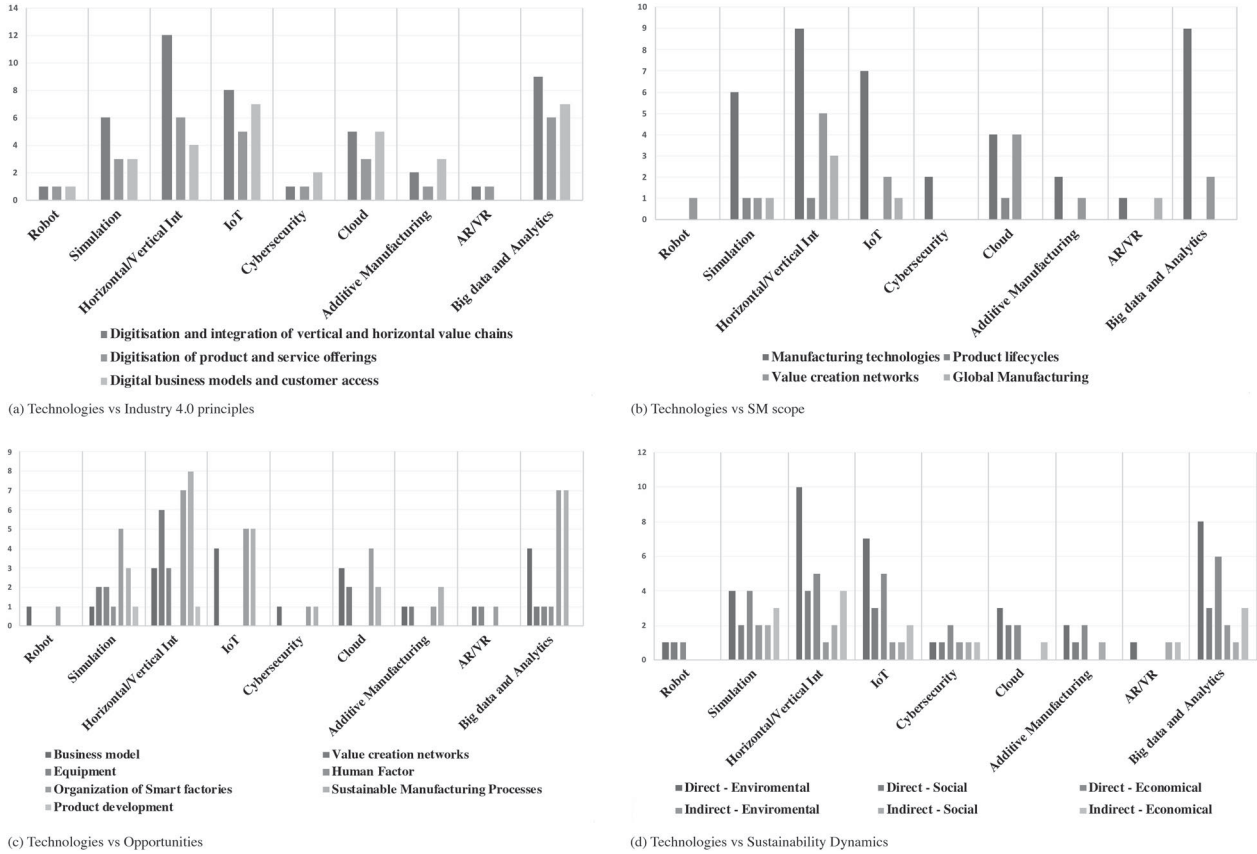 14
12
10
8
6
4
2
0
Robot
Simulation
Horizontal/Vertical Int
IoT
Cybersecurity
Cloud
Additive Manufacturing
AR/VR
Big data and Analytics
Digitisation and integration of vertical and horizontal value chains
Digitisation of product and service offerings
Digital business models and customer access
(a) Technologies vs Industry 4.0 principles
10
9
8
7
6
5
4
3
2
1
0
Robot
Simulation
Horizontal/Vertical Int
IoT
Cybersecurity
Cloud
Additive Manufacturing
AR/VR
Big data and Analytics
Manufacturing technologies Product lifecycles
Value creation networks Global Manufacturing
(b) Technologies vs SM scope
9
8
7
6
5
4
3
2
1
0
Robot
Simulation
Horizontal/Vertical Int
IoT
Cybersecurity
Cloud
Additive Manufacturing
AR/VR
Big data and Analytics
Business model Value creation networks
Equipment Human Factor
Organization of Smart factories Sustainable Manufacturing Processes
Product development
(c) Technologies vs Opportunities
12
10
8
6
4
2
0
Robot
Simulation
Horizontal/Vertical Int
IoT
Cybersecurity
Cloud
Additive Manufacturing
AR/VR
Big data and Analytics
Direct - Enviromental Direct - Social Direct - Economical
Indirect - Enviromental Indirect - Social Indirect - Economical
(d) Technologies vs Sustainability Dynamics